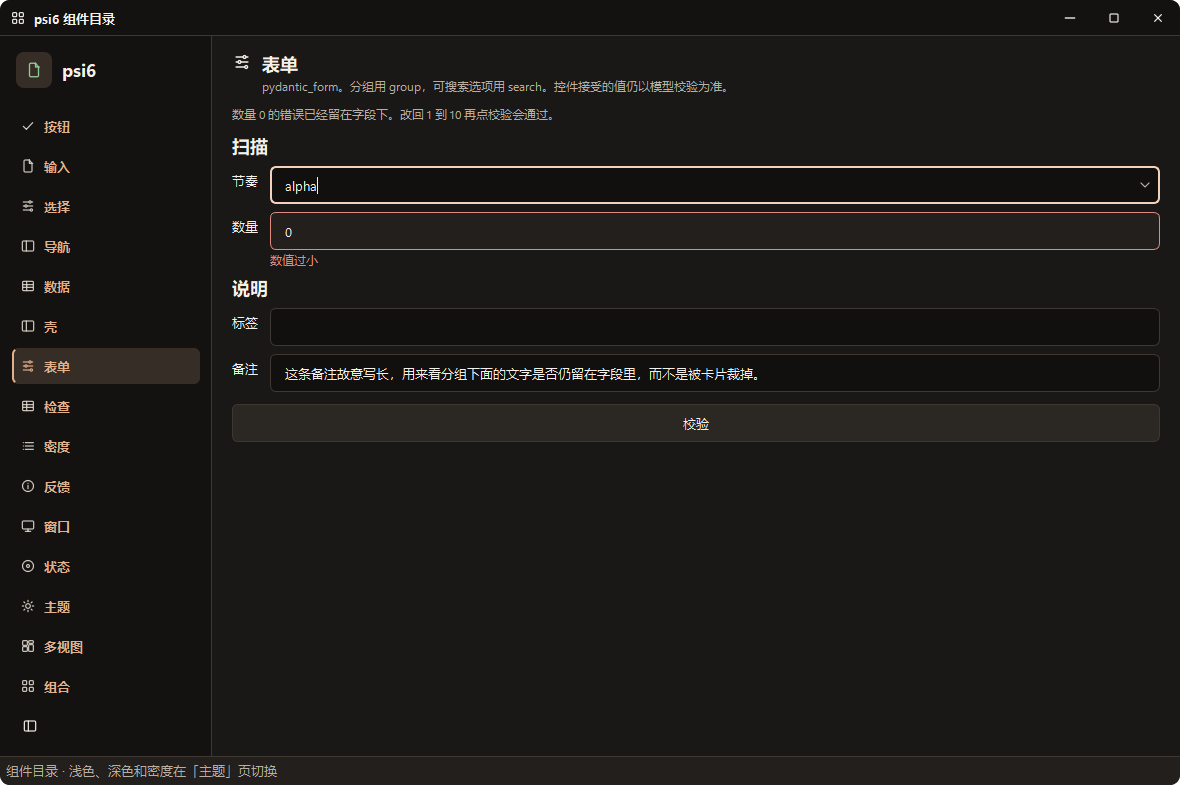 psi6 组件目录
psi6
按钮
输入
选择
导航
数据
壳
表单
检查
密度
反馈
窗口
状态
主题
多视图
组合
表单
pydantic_form。分组用 group，可搜索选项用 search。控件接受的值仍以模型校验为准。
数量 0 的错误已经留在字段下。改回 1 到 10 再点校验会通过。
扫描
节奏 alpha
数量 0
数值过小
说明
标签
备注 这条备注故意写长，用来看分组下面的文字是否仍留在字段里，而不是被卡片裁掉。
校验
组件目录 · 浅色、深色和密度在「主题」页切换